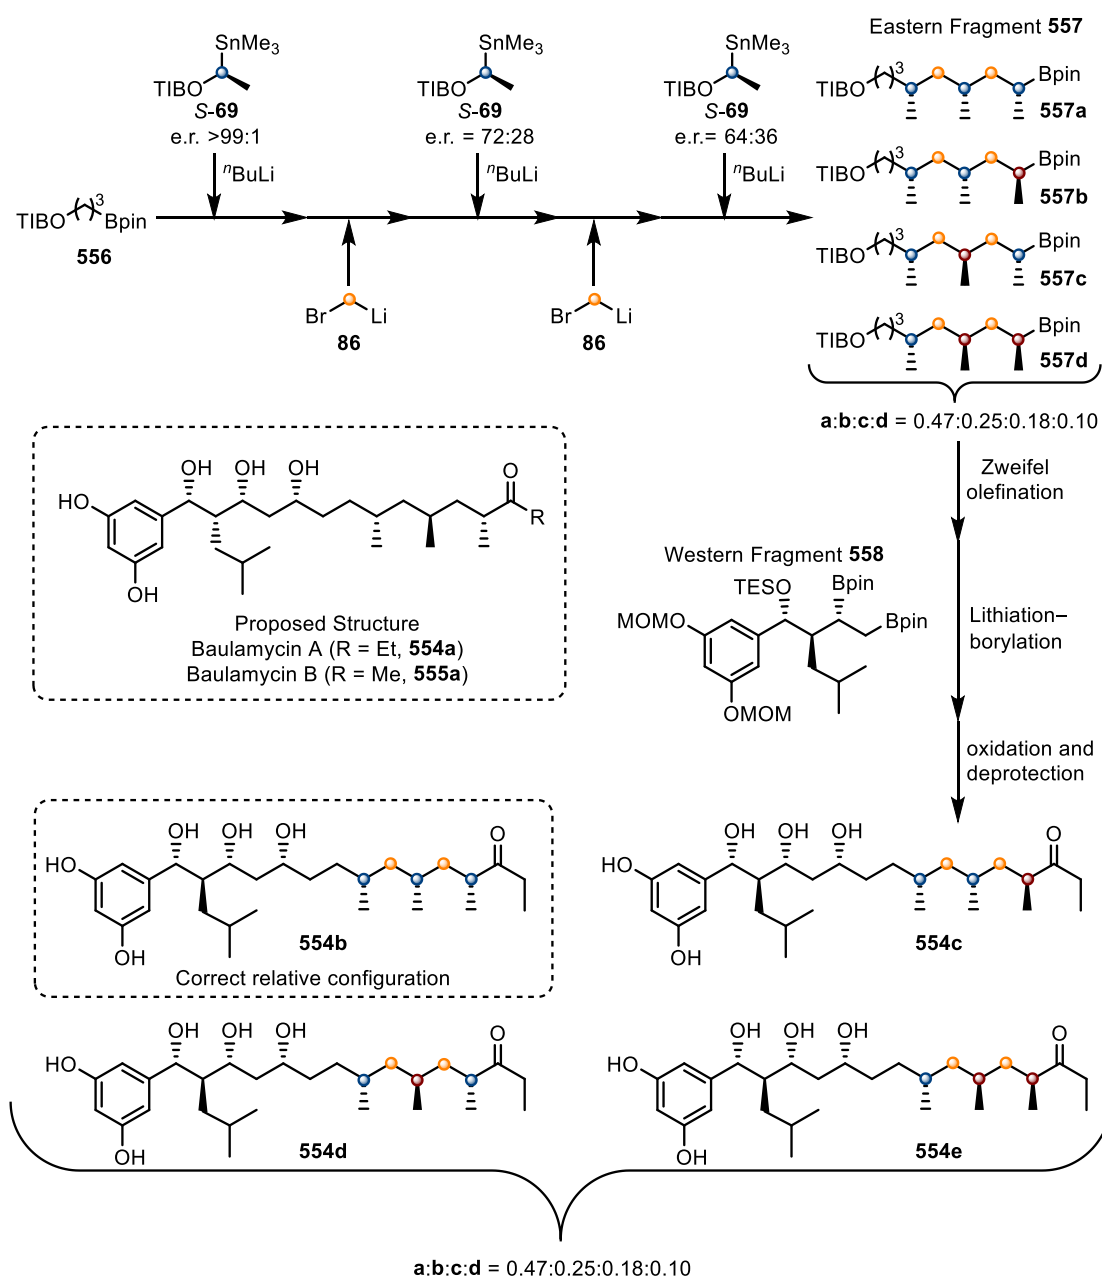 Eastern Fragment 557
SnMe3
TIBO
S-69
e.r. >99:1
nBuLi
SnMe3
TIBO
S-69
e.r. = 72:28
nBuLi
SnMe3
TIBO
S-69
e.r.= 64:36
nBuLi
TIBO 3 Bpin
556
Br Li
86
Br Li
86
TIBO 3 Bpin
557a
TIBO 3 Bpin
557b
TIBO 3 Bpin
557c
TIBO 3 Bpin
557d
a:b:c:d = 0.47:0.25:0.18:0.10
Zweifel
olefination
OH OH OH O
HO R
OH
Proposed Structure
Baulamycin A (R = Et, 554a)
Baulamycin B (R = Me, 555a)
Western Fragment 558
TESO Bpin
MOMO Bpin
OMOM
Lithiation–
borylation
oxidation and
deprotection
OH OH OH O
HO
OH
554b
Correct relative configuration
OH OH OH O
HO
OH
554c
OH OH OH O
HO
OH
554d
OH OH OH O
HO
OH
554e
a:b:c:d = 0.47:0.25:0.18:0.10